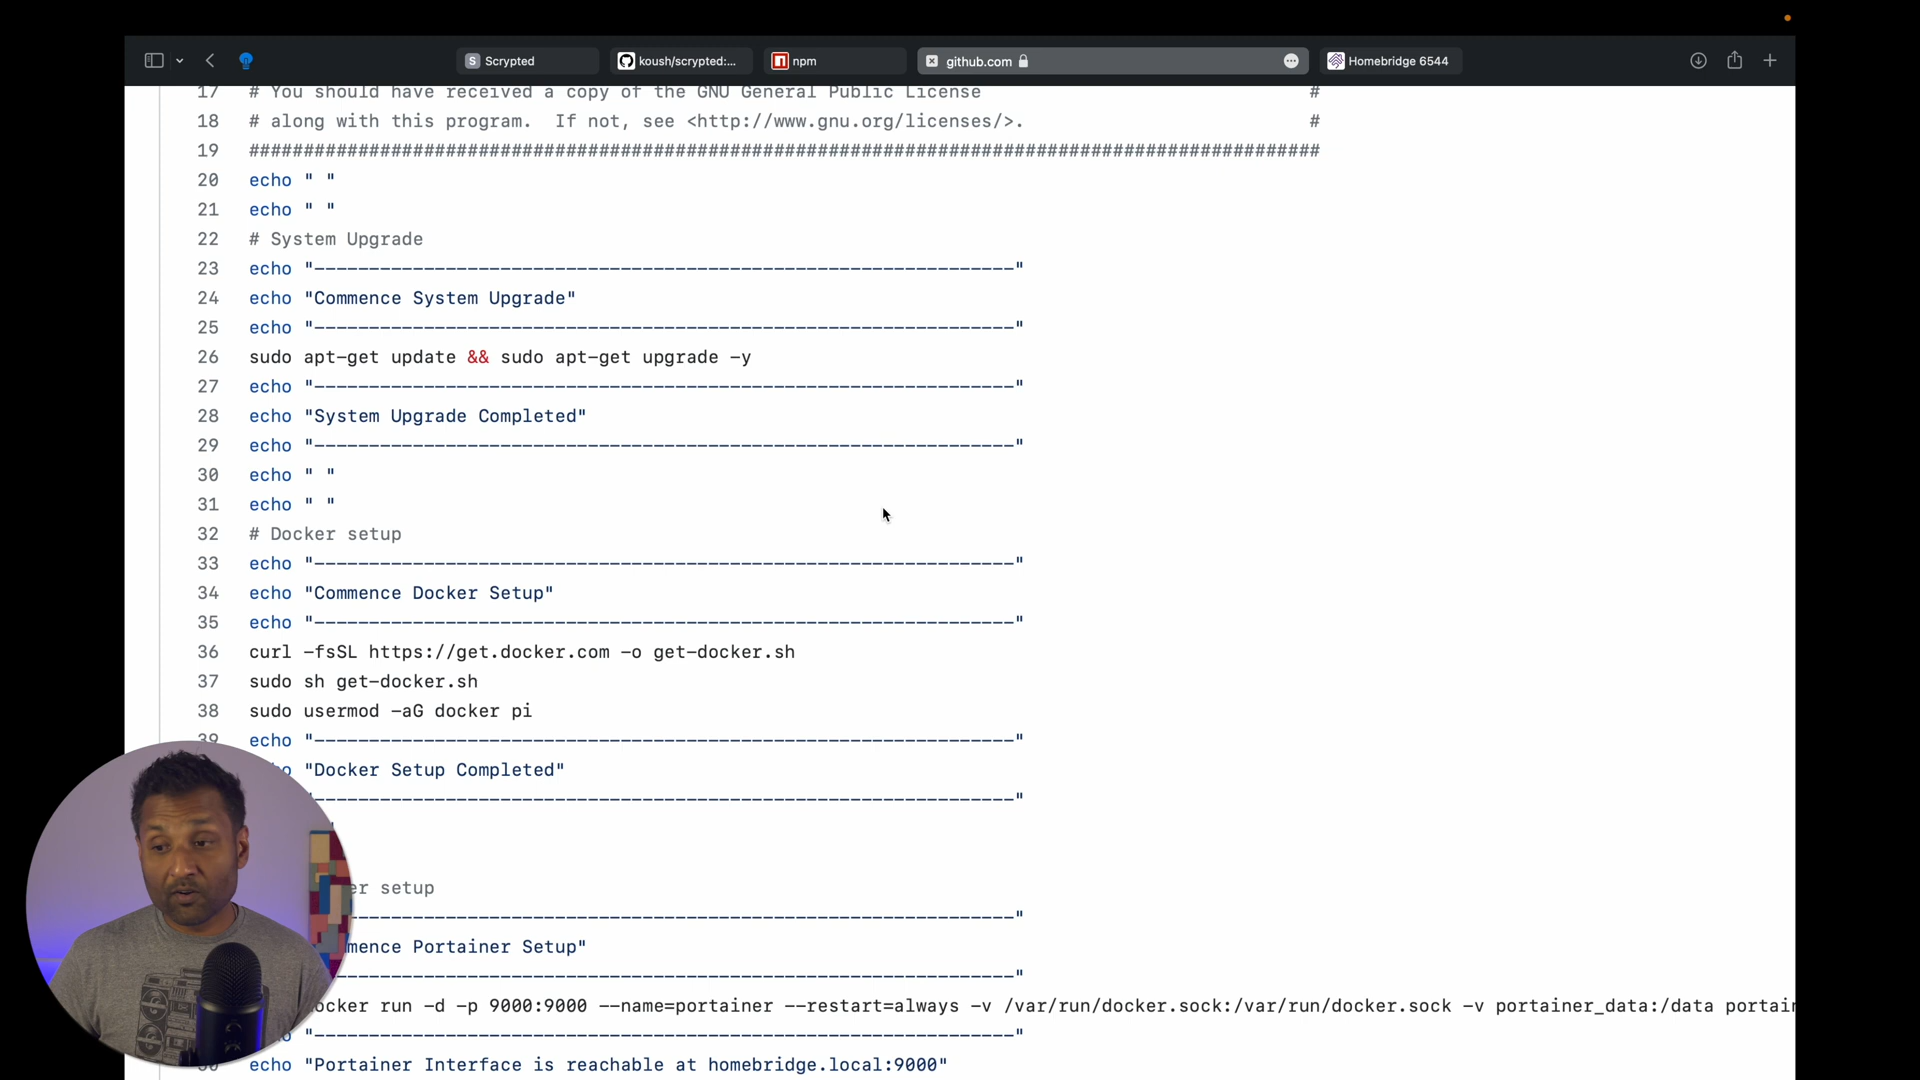 S Scrypted koush/scrypted:... npm github.com Homebridge 6544
17 # You should have received a copy of the GNU General Public License #
18 # along with this program.  If not, see <http://www.gnu.org/licenses/>. #
19 ##################################################################################################
20 echo " "
21 echo " "
22 # System Upgrade
23 echo "----------------------------------------------------------------"
24 echo "Commence System Upgrade"
25 echo "----------------------------------------------------------------"
26 sudo apt-get update && sudo apt-get upgrade -y
27 echo "----------------------------------------------------------------"
28 echo "System Upgrade Completed"
29 echo "----------------------------------------------------------------"
30 echo " "
31 echo " "
32 # Docker setup
33 echo "----------------------------------------------------------------"
34 echo "Commence Docker Setup"
35 echo "----------------------------------------------------------------"
36 curl -fsSL https://get.docker.com -o get-docker.sh
37 sudo sh get-docker.sh
38 sudo usermod -aG docker pi
39 echo "----------------------------------------------------------------"
"Docker Setup Completed"
----------------------------------------------------------------"
er setup
----------------------------------------------------------------"
mence Portainer Setup"
----------------------------------------------------------------"
ocker run -d -p 9000:9000 --name=portainer --restart=always -v /var/run/docker.sock:/var/run/docker.sock -v portainer_data:/data portain
----------------------------------------------------------------"
echo "Portainer Interface is reachable at homebridge.local:9000"